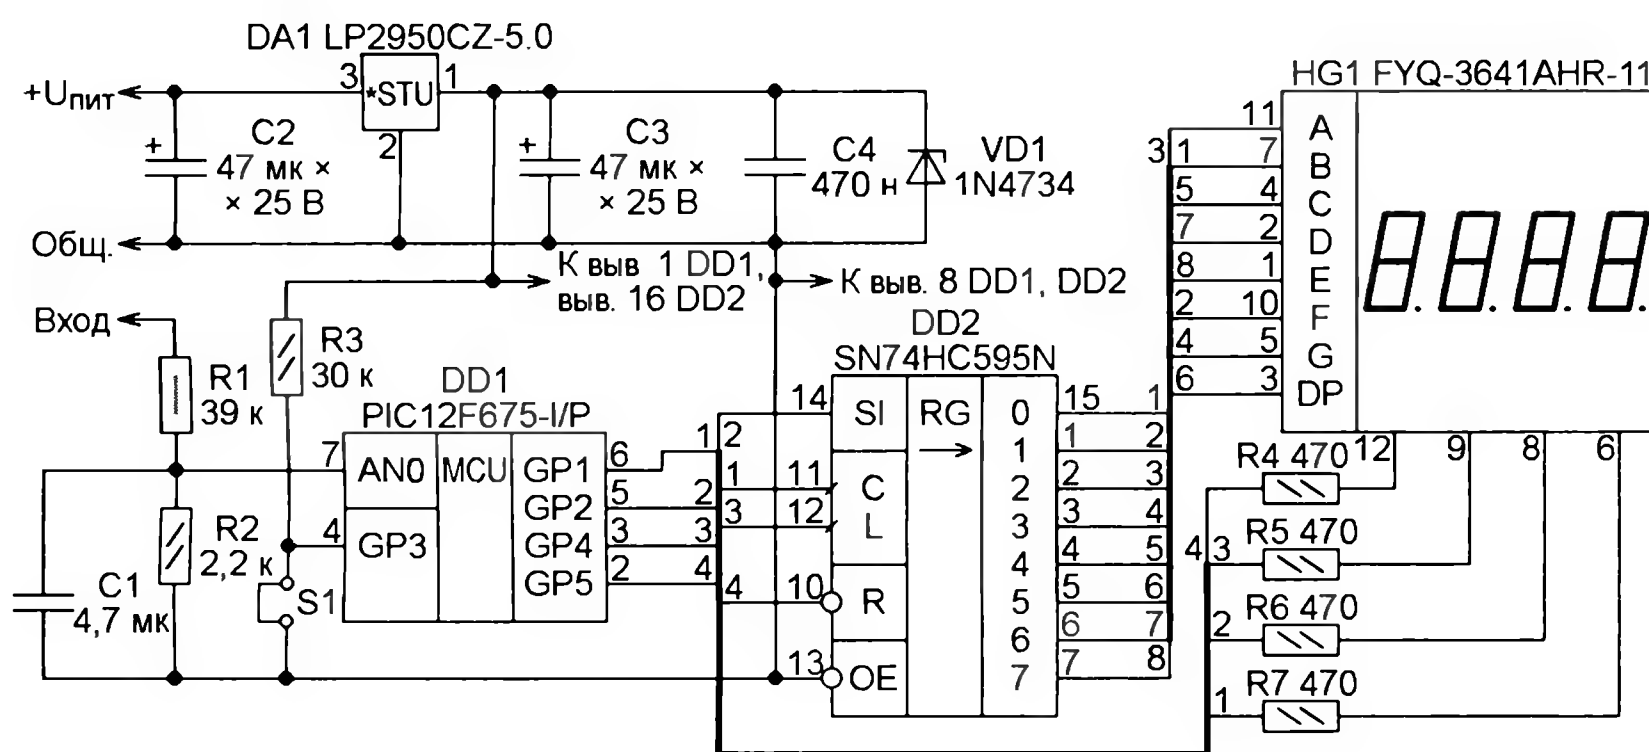 DA1 LP2950CZ-5.0
+Uпит
3
*STU
1
2
+
C2
47 мк ×
× 25 В
+
C3
47 мк ×
× 25 В
C4
470 н
VD1
1N4734
Общ.
К выв 1 DD1,
выв. 16 DD2
К выв. 8 DD1, DD2
Вход
R1
39 к
R3
30 к
R2
2,2 к
C1
4,7 мк
S1
DD1
PIC12F675-I/P
7
AN0
MCU
GP1
6
1
4
GP3
GP2
5
2
GP4
3
3
GP5
2
4
DD2
SN74HC595N
2
14
SI
RG
0
15
1
1
1
2
1
11
C
2
2
3
3
12
L
3
3
4
4
4
5
4
10
R
5
5
6
6
6
7
13
OE
7
7
8
HG1 FYQ-3641AHR-11
11
A
3
1
7
B
5
4
C
7
2
D
8
1
E
2
10
F
4
5
G
6
3
DP
12
9
8
6
R4 470
4
3
R5 470
2
R6 470
1
R7 470